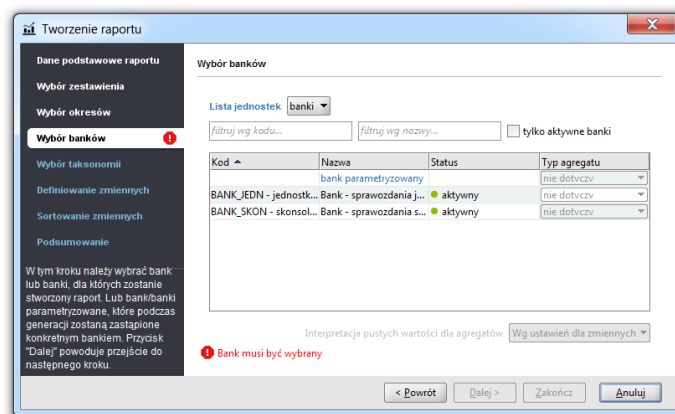 Tworzenie raportu
Dane podstawowe raportu
Wybór zestawienia
Wybór okresów
Wybór banków
Wybór taksonomii
Definiowanie zmiennych
Sortowanie zmiennych
Podsumowanie
W tym kroku należy wybrać bank
lub banki, dla których zostanie
stworzony raport. Lub bank/banki
parametryzowane, które podczas
generacji zostaną zastąpione
konkretnym bankiem. Przycisk
"Dalej" powoduje przejście do
następnego kroku.
Wybór banków
Lista jednostek banki
filtruj wg kodu... filtruj wg nazwy... tylko aktywne banki
Kod Nazwa Status Typ agregatu
bank parametryzowany nie dotyczy
BANK_JEDN - jednostk... Bank - sprawozdania j... aktywny nie dotyczy
BANK_SKON - skonsol... Bank - sprawozdania s... aktywny nie dotyczy
Interpretacja pustych wartości dla agregatów Wg ustawień dla zmiennych
Bank musi być wybrany
< Powrót Dalej > Zakończ Anuluj